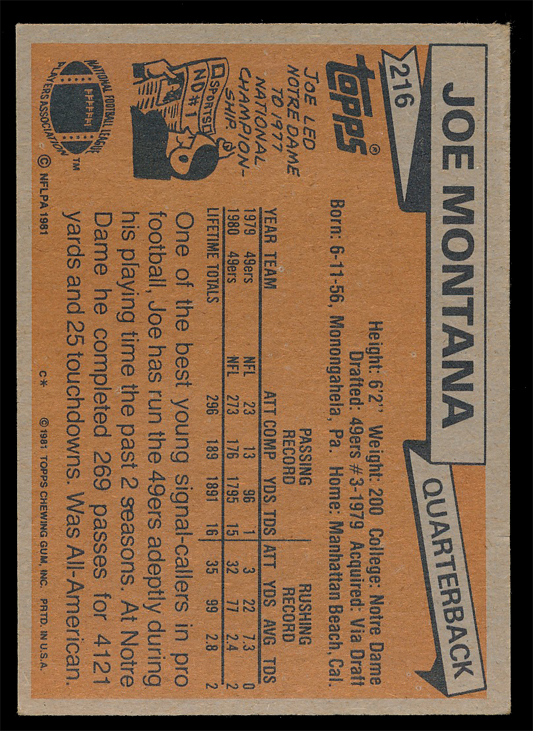 JOE MONTANA
QUARTERBACK
216
topps®
Height: 6'2" Weight: 200 College: Notre Dame
Drafted: 49ers #3-1979 Acquired: Via Draft
Born: 6-11-56, Monongahela, Pa. Home: Manhattan Beach, Cal.
JOE LED
NOTRE DAME
TO 1977
NATIONAL
CHAMPION-
SHIP.
SPORTS
ND #1
PASSING RUSHING
RECORD RECORD
YEAR TEAM ATT COMP YDS TDS ATT YDS AVG TDS
1979 49ers NFL 23 13 96 1 3 22 7.3 0
1980 49ers NFL 273 176 1795 15 32 77 2.4 2
LIFETIME TOTALS 296 189 1891 16 35 99 2.8 2
One of the best young signal-callers in pro
football, Joe has run the 49ers adeptly during
his playing time the past 2 seasons. At Notre
Dame he completed 269 passes for 4121
yards and 25 touchdowns. Was All-American.
NATIONAL FOOTBALL LEAGUE
PLAYERS ASSOCIATION
TM
© NFLPA 1981
C* ©1981 TOPPS CHEWING GUM, INC. PRTD. IN U.S.A.